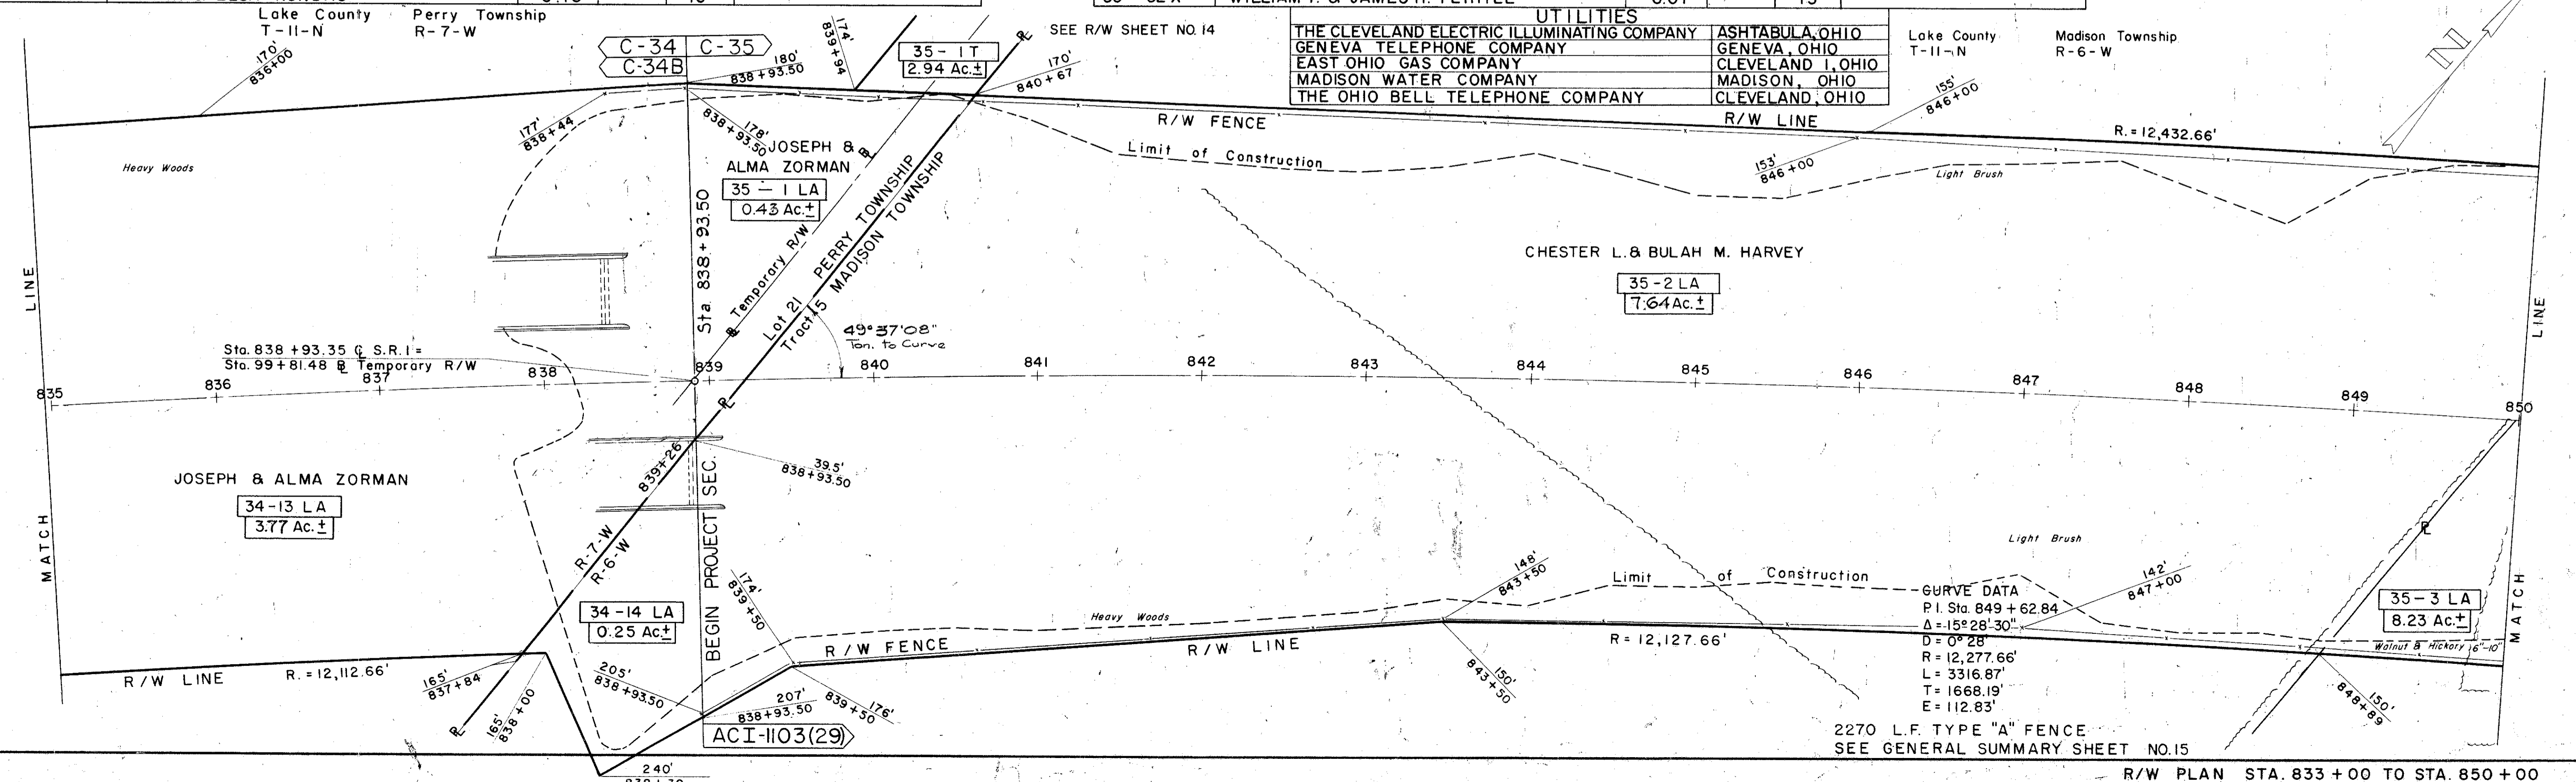 Lake County Perry Township
T-11-N R-7-W
SEE R/W SHEET NO. 14
UTILITIES
THE CLEVELAND ELECTRIC ILLUMINATING COMPANY ASHTABULA, OHIO
GENEVA TELEPHONE COMPANY GENEVA, OHIO
EAST OHIO GAS COMPANY CLEVELAND 1, OHIO
MADISON WATER COMPANY MADISON, OHIO
THE OHIO BELL TELEPHONE COMPANY CLEVELAND, OHIO
Lake County Madison Township
T-11-N R-6-W
N
170'
836+00
C-34 C-35
C-34B
180'
838+93.50
174'
839+94
35-1T
2.94 Ac.±
170'
840+67
155'
846+00
177'
838+44
178'
838+93.50
R/W FENCE
R/W LINE
R.=12,432.66'
Heavy Woods
JOSEPH &
ALMA ZORMAN
35-1 LA
0.43 Ac.±
Limit of Construction
153'
846+00
Light Brush
Sta. 838+93.50
Temporary R/W
PERRY TOWNSHIP
MADISON TOWNSHIP
Lot 21
Tract 15
CHESTER L. & BULAH M. HARVEY
35-2 LA
7.64 Ac.±
LINE
LINE
49°37'08"
Tan. to Curve
Sta. 838+93.35 ℄ S.R.1=
Sta. 99+81.48 B̲L Temporary R/W
835 836 837 838 839 840 841 842 843 844 845 846 847 848 849 850
839+26
39.5'
838+93.50
JOSEPH & ALMA ZORMAN
34-13 LA
3.77 Ac.±
MATCH
R-7-W
R-6-W
BEGIN PROJECT SEC.
174'
839+50
148'
843+50
Light Brush
Limit of Construction
142'
847+00
35-3 LA
8.23 Ac.±
MATCH
34-14 LA
0.25 Ac.±
Heavy Woods
R/W FENCE
R/W LINE
R=12,127.66'
CURVE DATA
P.I. Sta. 849+62.84
Δ=15°28'-30"
D=0°28'
R=12,277.66'
L=3316.87'
T=1668.19'
E=112.83'
Walnut & Hickory 6"-10"
R/W LINE R.=12,112.66'
165'
837+84
165'
838+00
205'
838+93.50
207'
838+93.50
176'
839+50
150'
843+50
150'
848+89
ACI-1103(29)
240'
2270 L.F. TYPE "A" FENCE
SEE GENERAL SUMMARY SHEET NO.15
R/W PLAN STA. 833+00 TO STA. 850+00